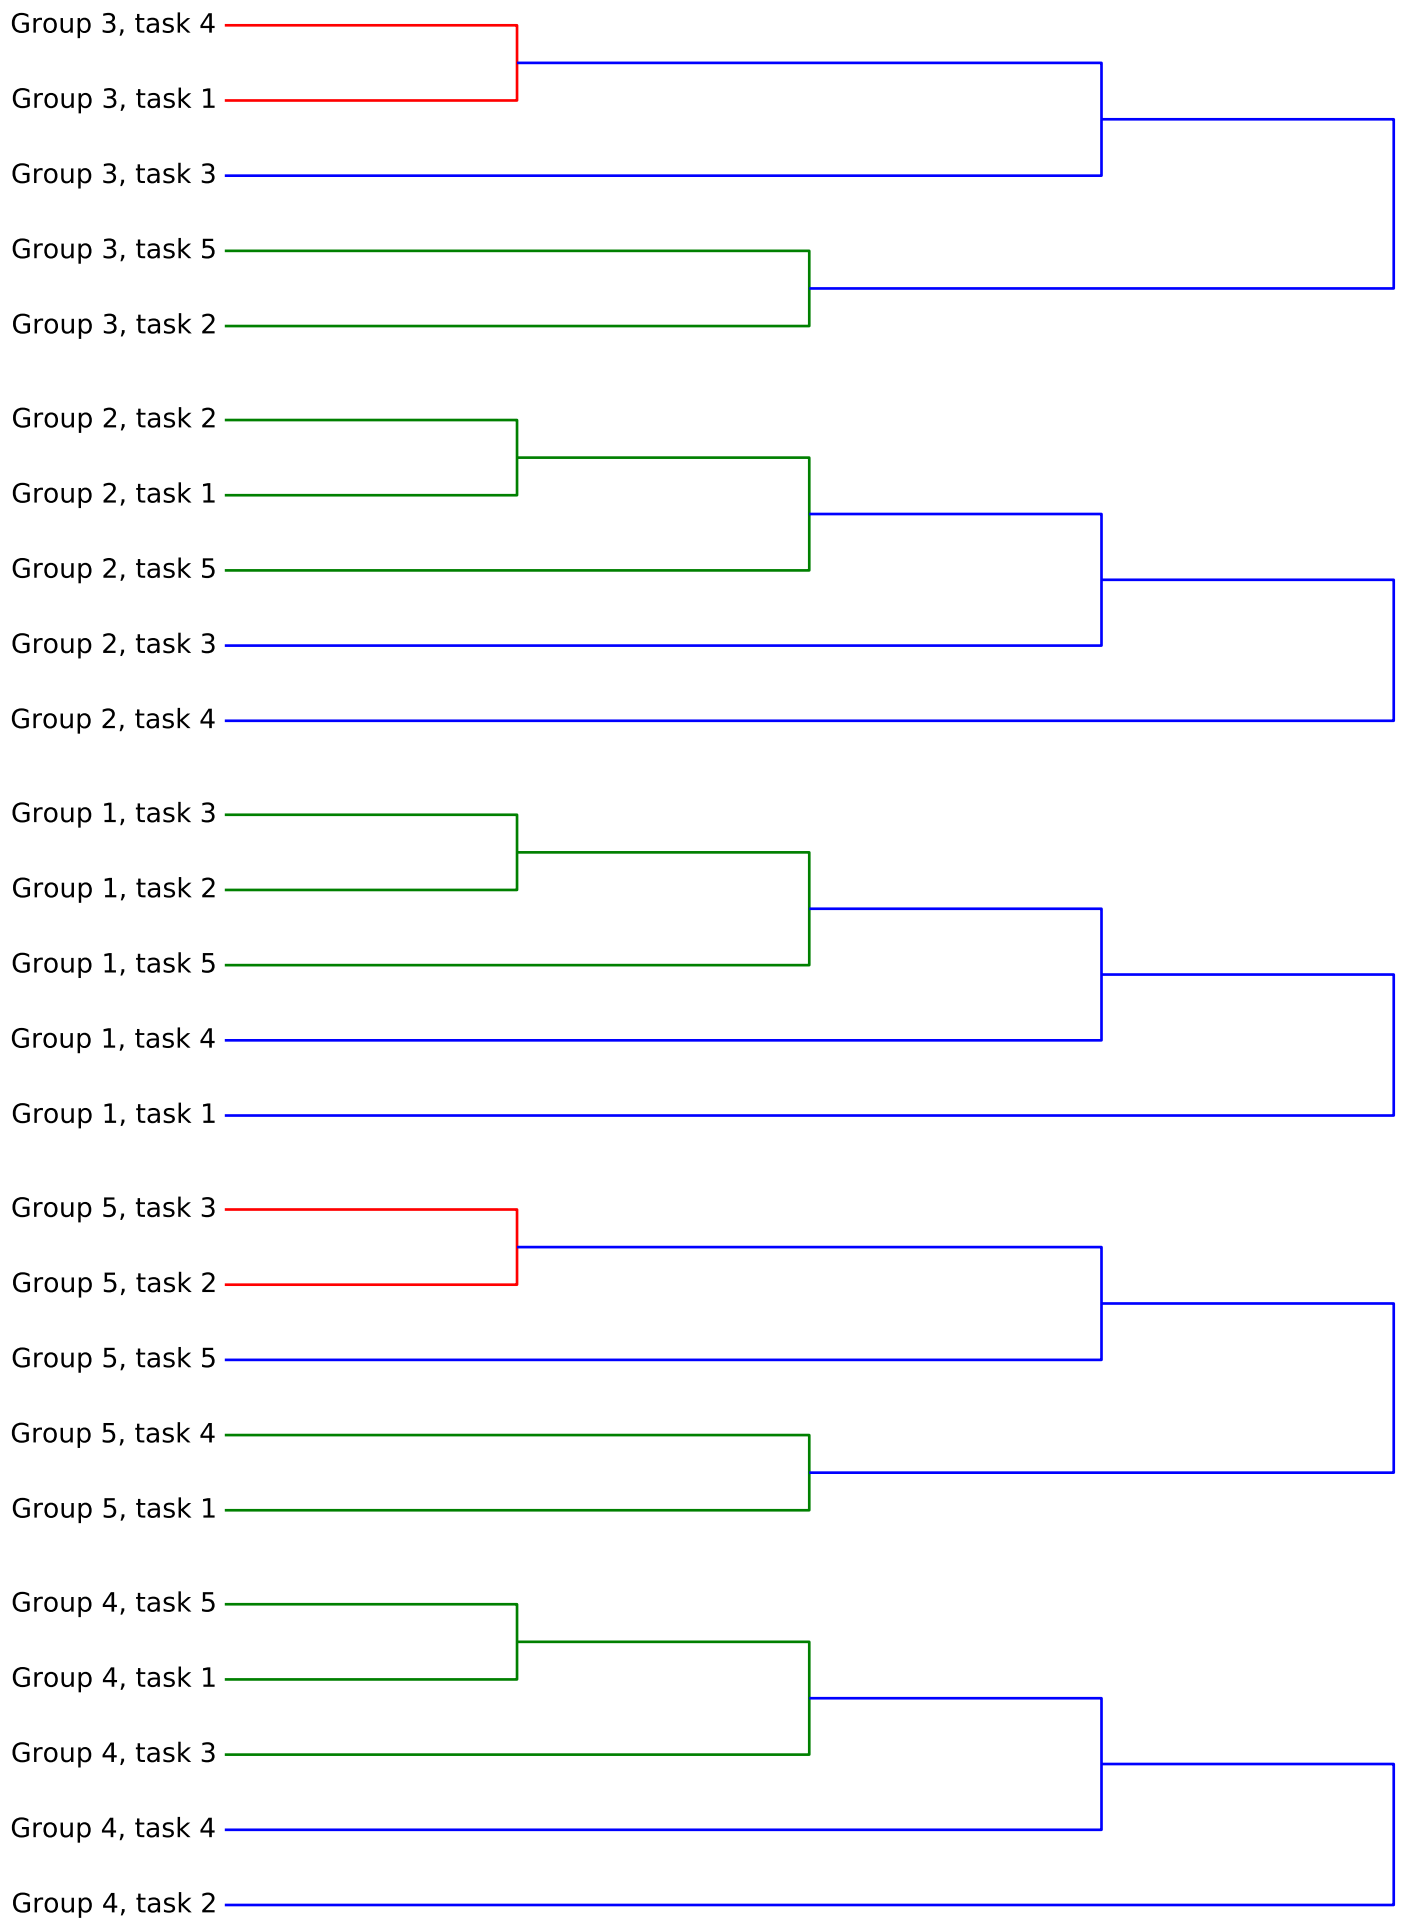 Group 3, task 4
Group 3, task 1
Group 3, task 3
Group 3, task 5
Group 3, task 2
Group 2, task 2
Group 2, task 1
Group 2, task 5
Group 2, task 3
Group 2, task 4
Group 1, task 3
Group 1, task 2
Group 1, task 5
Group 1, task 4
Group 1, task 1
Group 5, task 3
Group 5, task 2
Group 5, task 5
Group 5, task 4
Group 5, task 1
Group 4, task 5
Group 4, task 1
Group 4, task 3
Group 4, task 4
Group 4, task 2